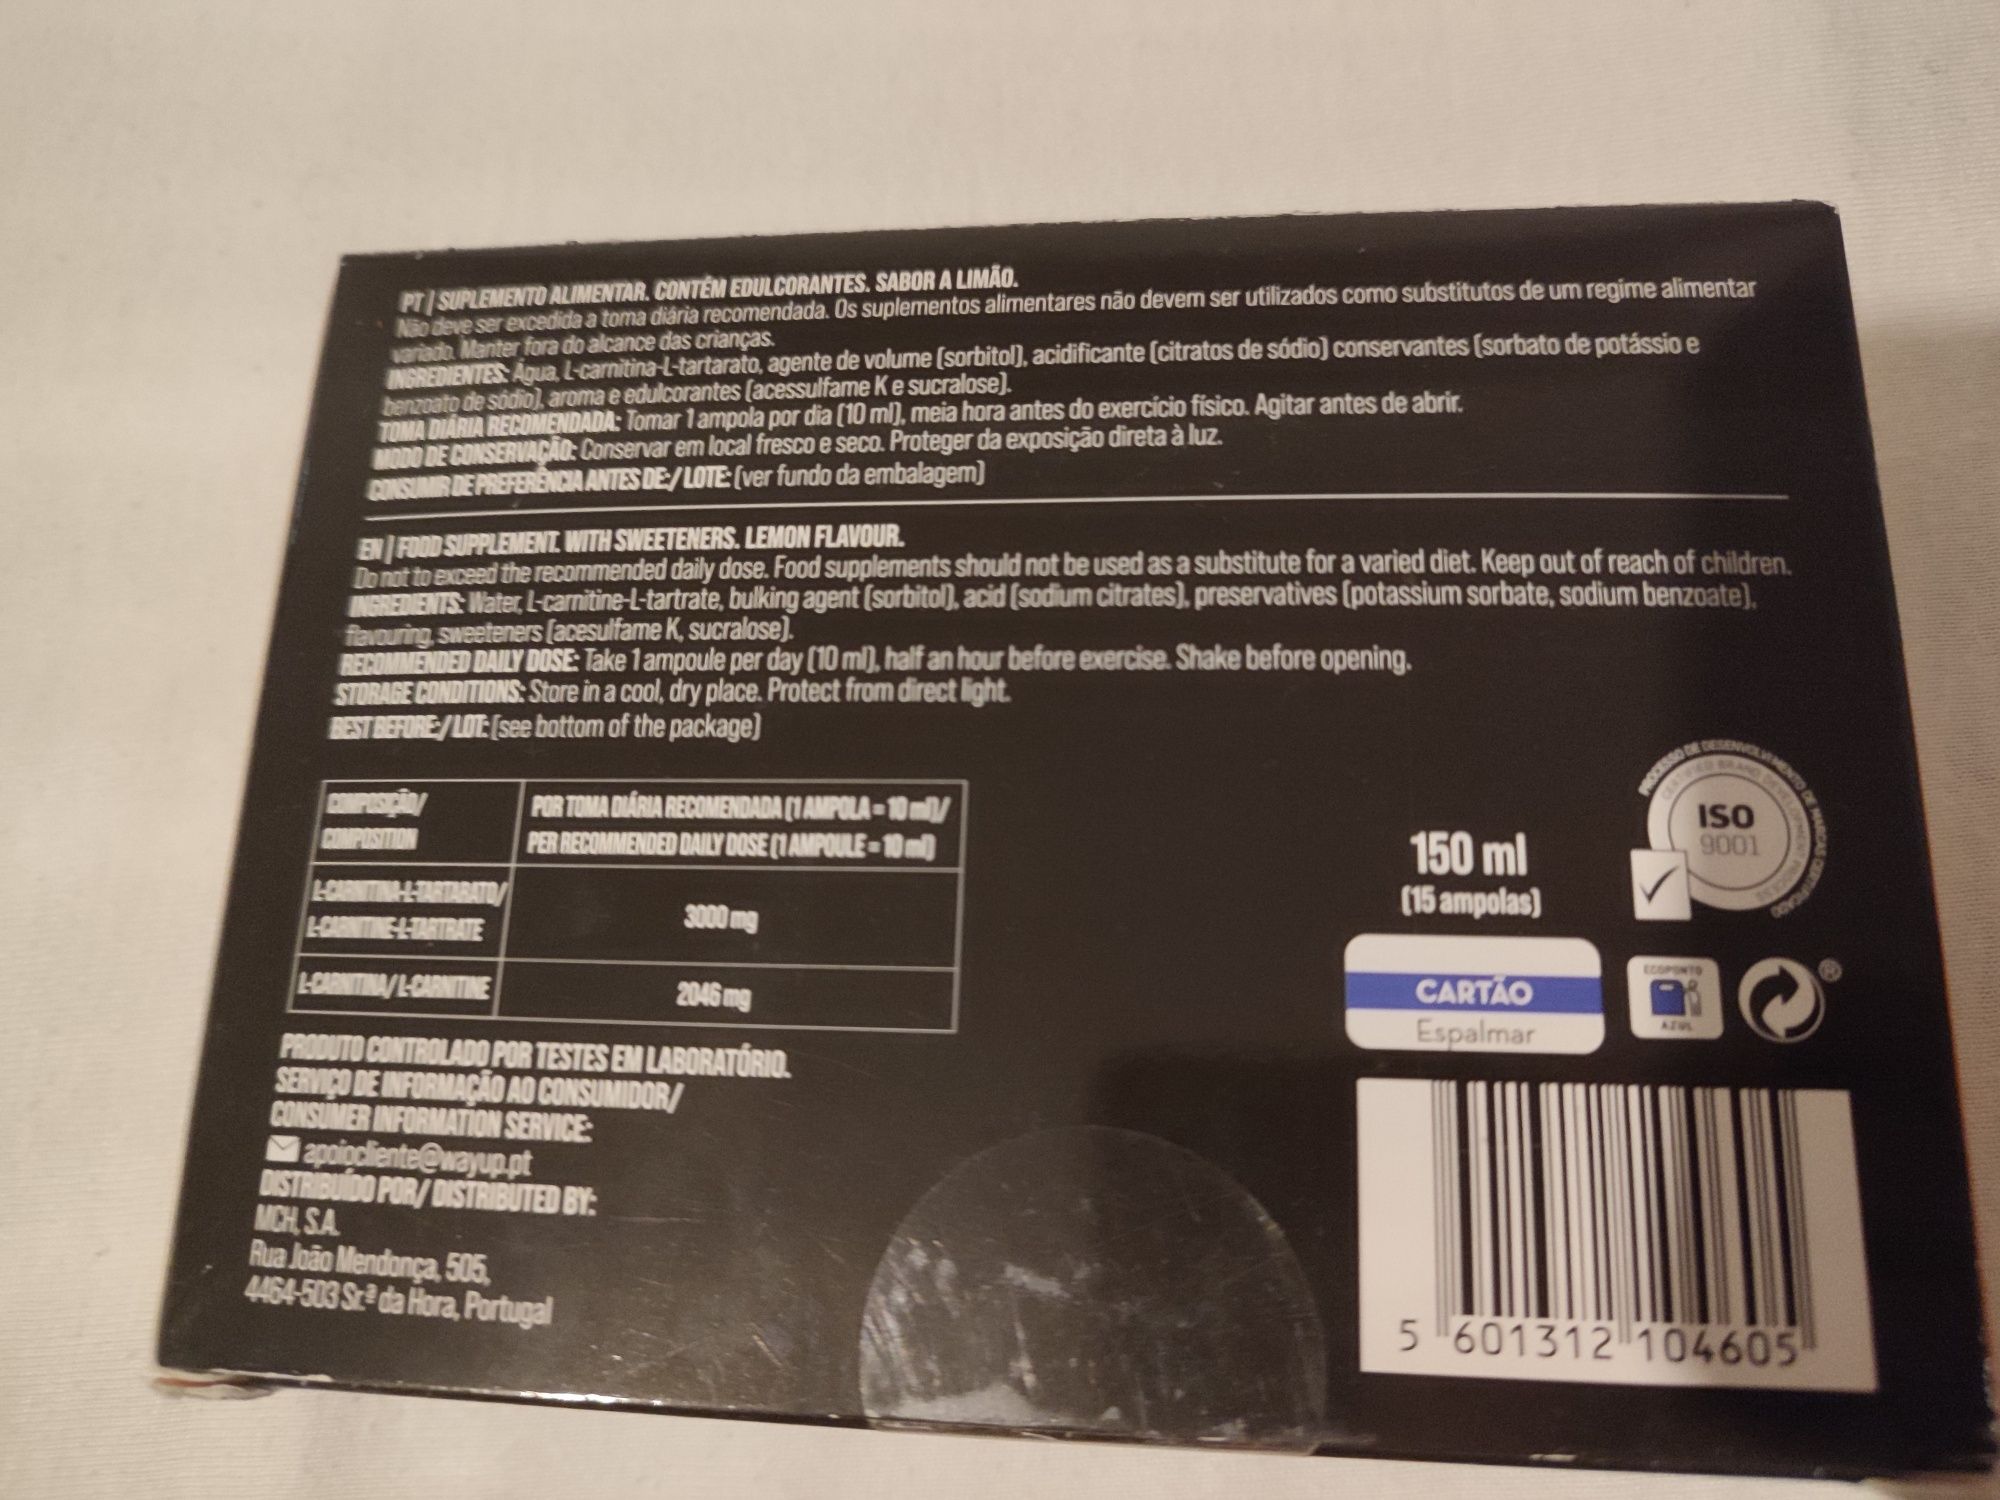 PT | SUPLEMENTO ALIMENTAR. CONTÉM EDULCORANTES. SABOR A LIMÃO.
Não deve ser excedida a toma diária recomendada. Os suplementos alimentares não devem ser utilizados como substitutos de um regime alimentar
variado. Manter fora do alcance das crianças.
INGREDIENTES: Água, L-carnitina-L-tartarato, agente de volume (sorbitol), acidificante (citratos de sódio) conservantes (sorbato de potássio e
benzoato de sódio), aroma e edulcorantes (acessulfame K e sucralose).
TOMA DIÁRIA RECOMENDADA: Tomar 1 ampola por dia (10 ml), meia hora antes do exercício físico. Agitar antes de abrir.
MODO DE CONSERVAÇÃO: Conservar em local fresco e seco. Proteger da exposição direta à luz.
CONSUMIR DE PREFERÊNCIA ANTES DE:/ LOTE: (ver fundo da embalagem)
EN | FOOD SUPPLEMENT. WITH SWEETENERS. LEMON FLAVOUR.
Do not to exceed the recommended daily dose. Food supplements should not be used as a substitute for a varied diet. Keep out of reach of children.
INGREDIENTS: Water, L-carnitine-L-tartrate, bulking agent (sorbitol), acid (sodium citrates), preservatives (potassium sorbate, sodium benzoate),
flavouring, sweeteners (acesulfame K, sucralose).
RECOMMENDED DAILY DOSE: Take 1 ampoule per day (10 ml), half an hour before exercise. Shake before opening.
STORAGE CONDITIONS: Store in a cool, dry place. Protect from direct light.
BEST BEFORE:/ LOT: (see bottom of the package)
COMPOSIÇÃO/
COMPOSITION
POR TOMA DIÁRIA RECOMENDADA (1 AMPOLA = 10 ml)/
PER RECOMMENDED DAILY DOSE (1 AMPOULE = 10 ml)
L-CARNITINA-L-TARTARATO/
L-CARNITINE-L-TARTRATE
3000 mg
L-CARNITINA/ L-CARNITINE
2046 mg
PRODUTO CONTROLADO POR TESTES EM LABORATÓRIO.
SERVIÇO DE INFORMAÇÃO AO CONSUMIDOR/
CONSUMER INFORMATION SERVICE:
apoiocliente@wayup.pt
DISTRIBUÍDO POR/ DISTRIBUTED BY:
MCH, S.A.
Rua João Mendonça, 505,
4464-503 Sr.ª da Hora, Portugal
150 ml
(15 ampolas)
PROCESSO DE DESENVOLVIMENTO DE MARCAS CERTIFICADO
CERTIFIED BRAND DEVELOPMENT PROCESS
ISO
9001
CARTÃO
Espalmar
ECOPONTO
AZUL
®
5 601312 104605